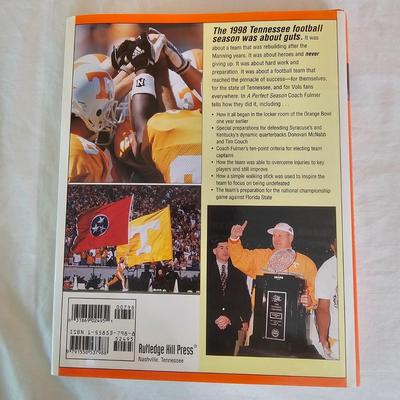 The 1998 Tennessee football
season was about guts. It was
about a team that was rebuilding after the
Manning years. It was about heroes and never
giving up. It was about hard work and
preparation. It was about a football team that
reached the pinnacle of success—for themselves,
for the state of Tennessee, and for Vols fans
everywhere. In A Perfect Season Coach Fulmer
tells how they did it, including . . .
• How it all began in the locker room of the Orange Bowl
one year earlier
• Special preparations for defending Syracuse's and
Kentucky's dynamic quarterbacks Donovan McNabb
and Tim Couch
• Coach Fulmer's ten-point criteria for electing team
captains
• How the team was able to overcome injuries to key
players and still improve
• How a simple walking stick was used to inspire the
team to focus on being undefeated
• The team's preparation for the national championship
game against Florida State
T
00795
ISBN 1-55853-798-8
52495
Rutledge Hill Press®
Nashville, Tennessee